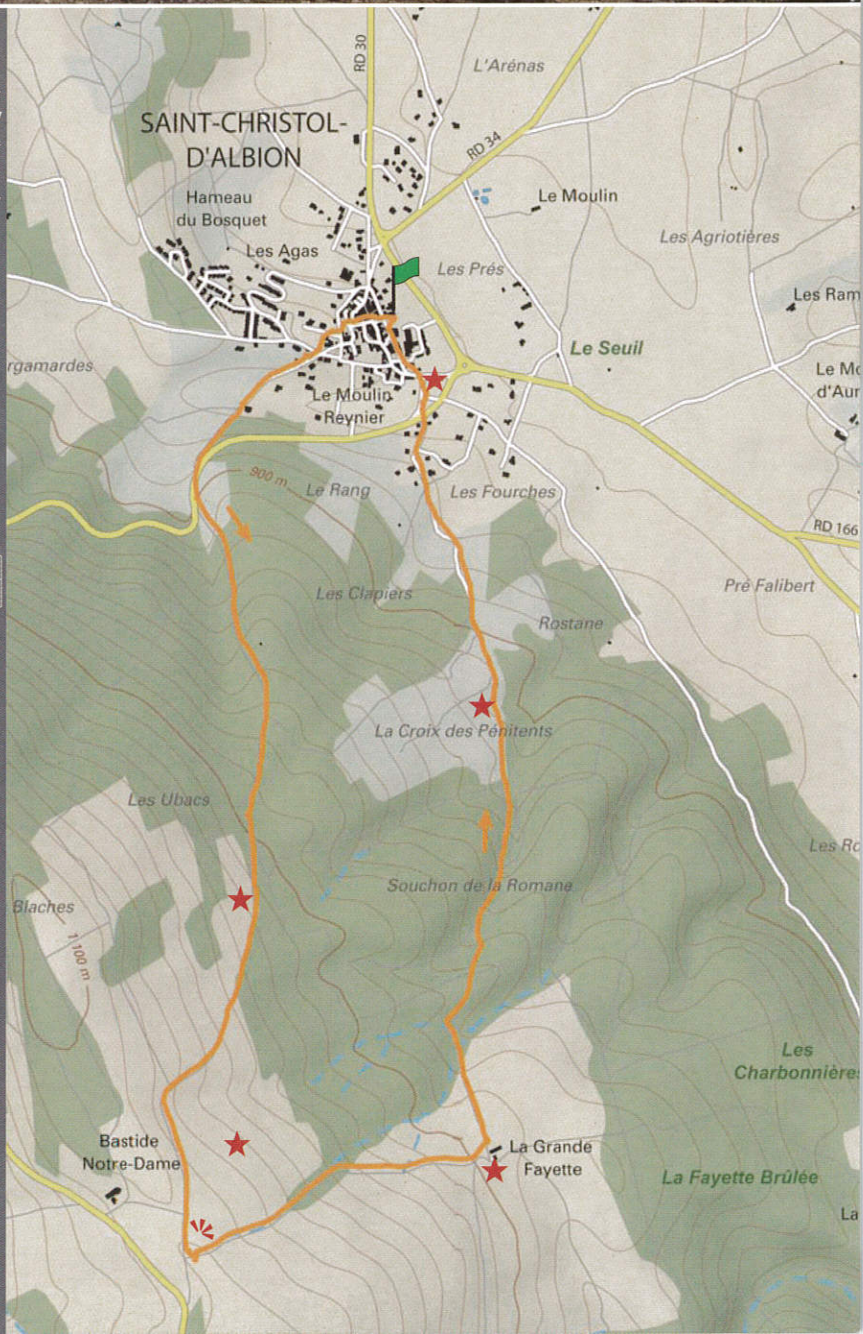 RD 30
L'Arénas
SAINT-CHRISTOL-
D'ALBION
RD 34
Hameau
du Bosquet
Le Moulin
Les Agas
Les Agriotières
Les Prés
Les Ram
Le Seuil
rgamardes
Le Mo
d'Aur
Le Moulin
Reynier
900 m
Le Rang
Les Fourches
RD 166
Les Clapiers
Pré Falibert
Rostane
La Croix des Pénitents
Les Ubacs
Les Ro
Souchon de la Romane
Blaches
1 100 m
Les
Charbonnières
Bastide
Notre-Dame
La Grande
Fayette
La Fayette Brûlée
La